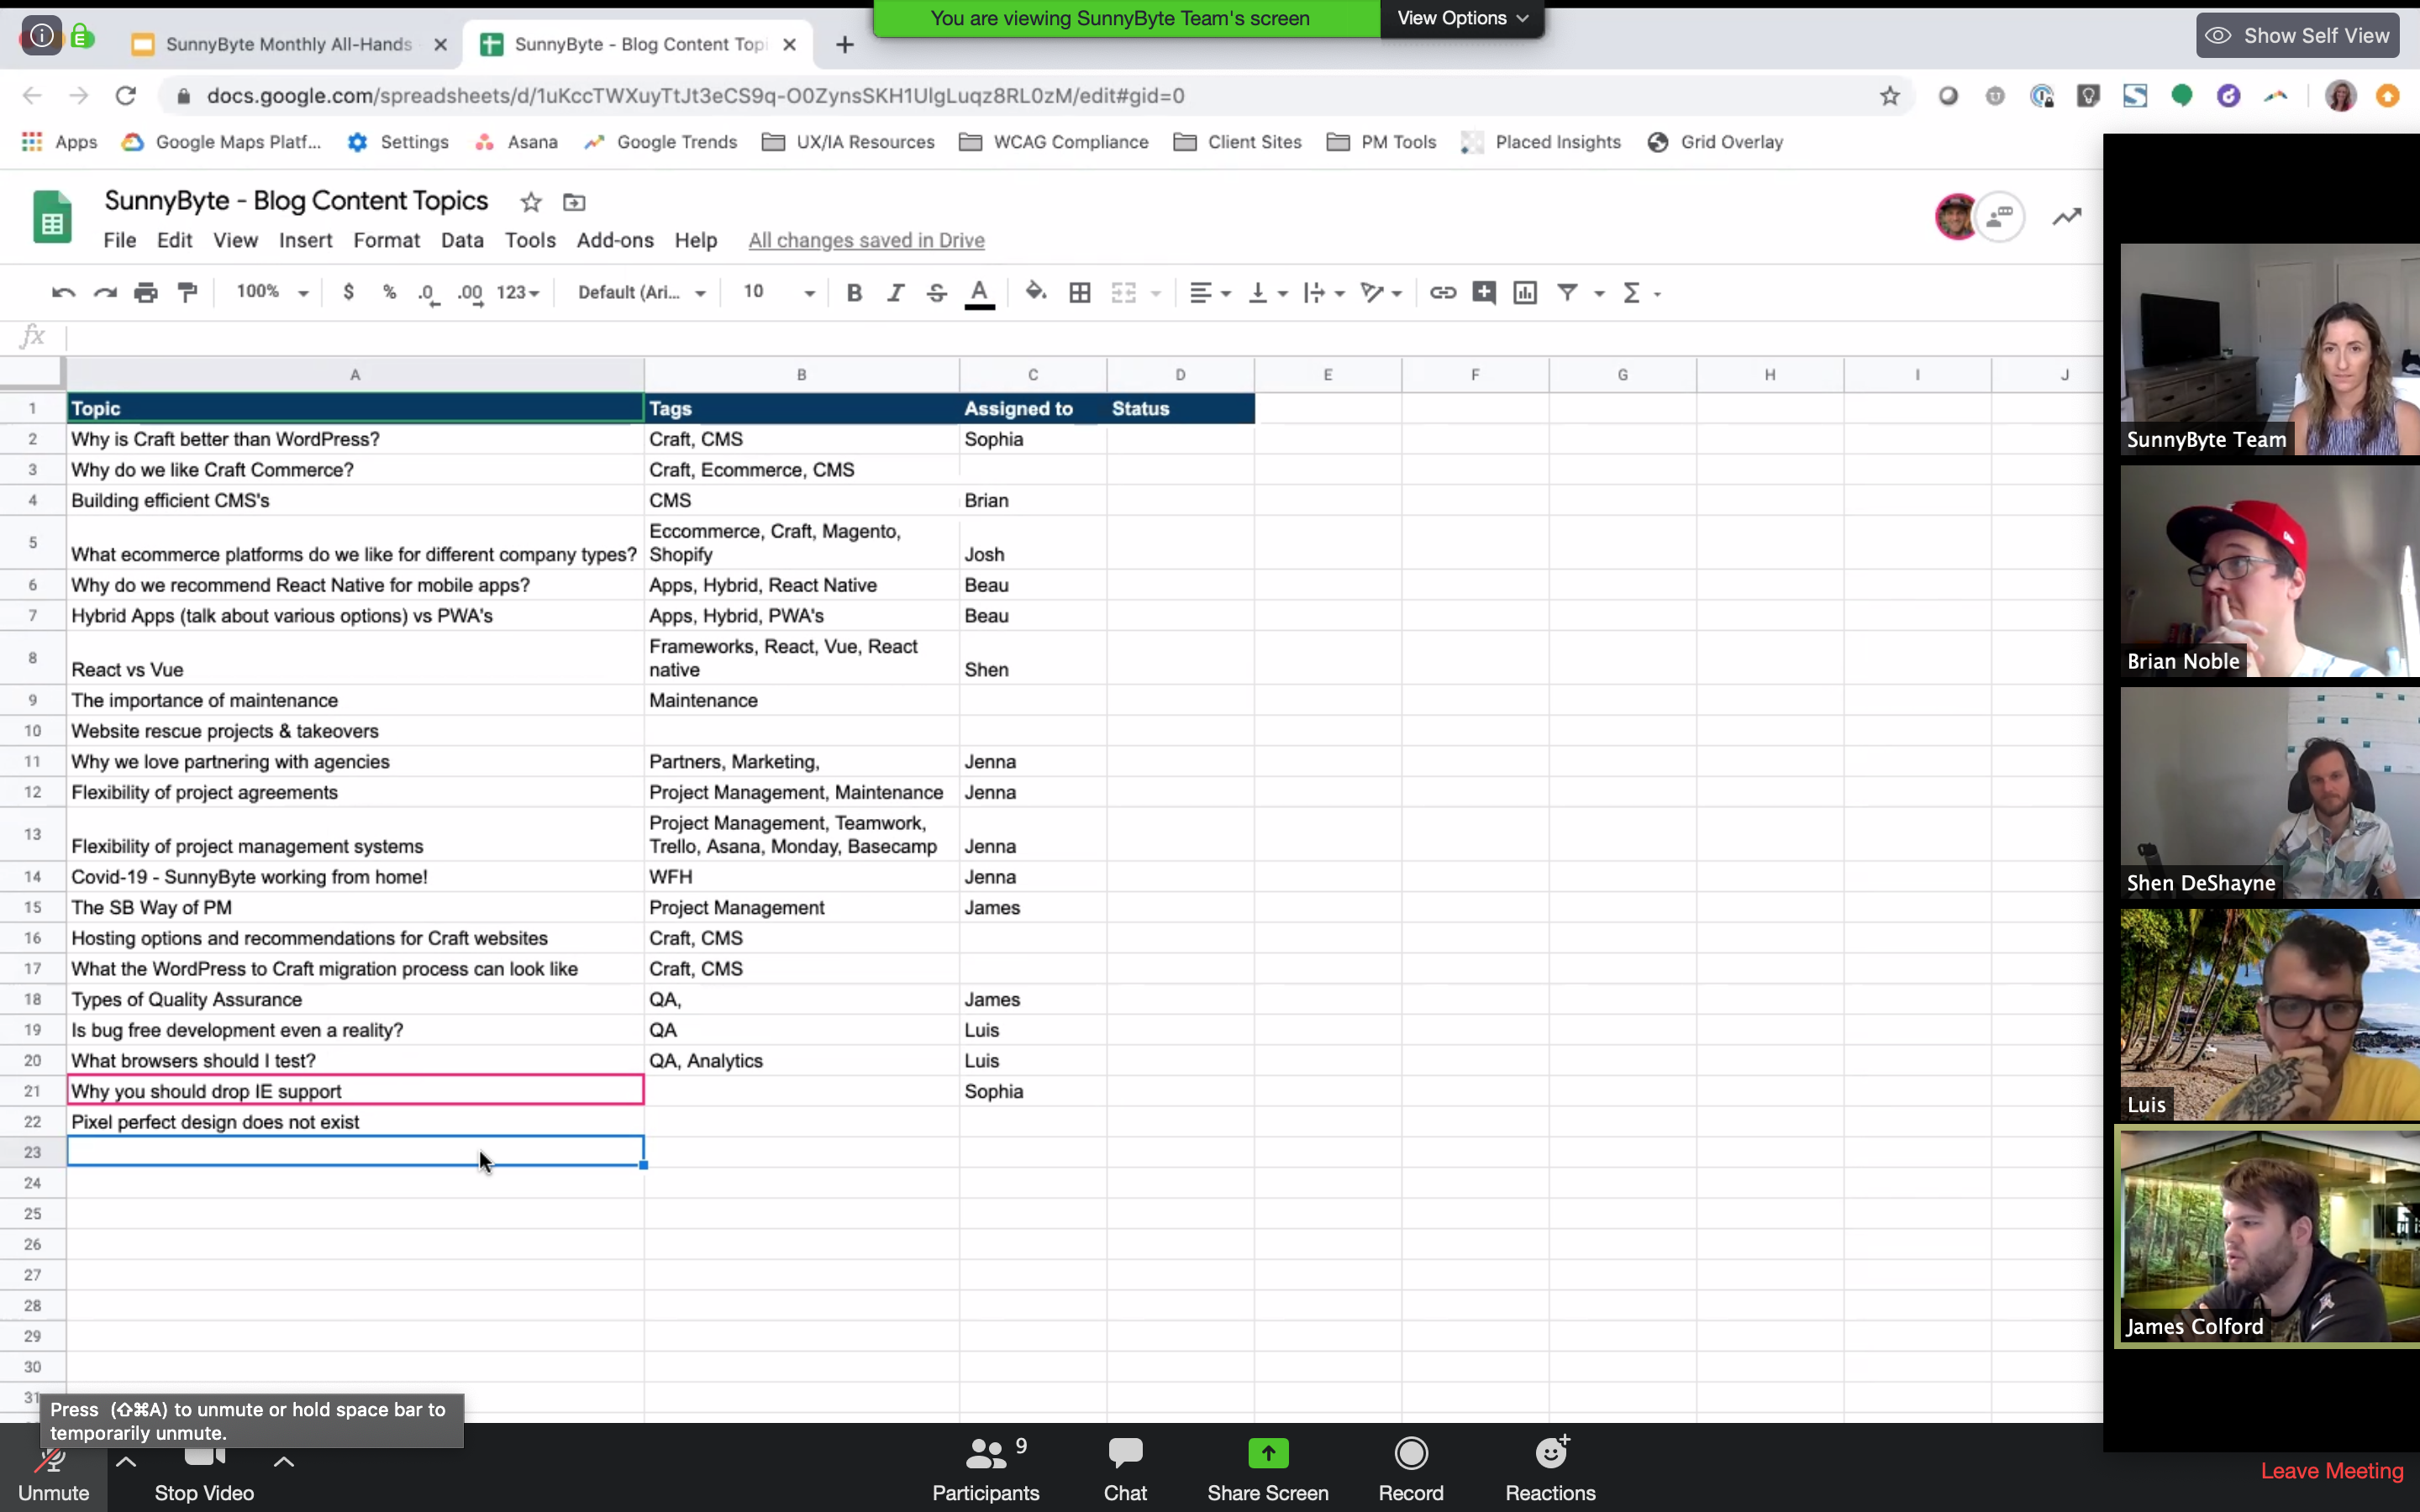 You are viewing SunnyByte Team's screen
View Options
Show Self View
SunnyByte Monthly All-Hands
SunnyByte - Blog Content Topi
docs.google.com/spreadsheets/d/1uKccTWXuyTtJt3eCS9q-O0ZynsSKH1UlgLuqz8RL0zM/edit#gid=0
Apps
Google Maps Platf...
Settings
Asana
Google Trends
UX/IA Resources
WCAG Compliance
Client Sites
PM Tools
Placed Insights
Grid Overlay
SunnyByte - Blog Content Topics
File Edit View Insert Format Data Tools Add-ons Help All changes saved in Drive
100% $ % .0 .00 123 Default (Ari... 10 B I S A
fx
A B C D E F G H I J
1 Topic Tags Assigned to Status
2 Why is Craft better than WordPress? Craft, CMS Sophia
3 Why do we like Craft Commerce? Craft, Ecommerce, CMS
4 Building efficient CMS's CMS Brian
5 What ecommerce platforms do we like for different company types? Eccommerce, Craft, Magento,
Shopify Josh
6 Why do we recommend React Native for mobile apps? Apps, Hybrid, React Native Beau
7 Hybrid Apps (talk about various options) vs PWA's Apps, Hybrid, PWA's Beau
8 React vs Vue Frameworks, React, Vue, React
native Shen
9 The importance of maintenance Maintenance
10 Website rescue projects & takeovers
11 Why we love partnering with agencies Partners, Marketing, Jenna
12 Flexibility of project agreements Project Management, Maintenance Jenna
13 Flexibility of project management systems Project Management, Teamwork,
Trello, Asana, Monday, Basecamp Jenna
14 Covid-19 - SunnyByte working from home! WFH Jenna
15 The SB Way of PM Project Management James
16 Hosting options and recommendations for Craft websites Craft, CMS
17 What the WordPress to Craft migration process can look like Craft, CMS
18 Types of Quality Assurance QA, James
19 Is bug free development even a reality? QA Luis
20 What browsers should I test? QA, Analytics Luis
21 Why you should drop IE support Sophia
22 Pixel perfect design does not exist
23
24
25
26
27
28
29
30
31
SunnyByte Team
Brian Noble
Shen DeShayne
Luis
James Colford
Press (⇧⌘A) to unmute or hold space bar to
temporarily unmute.
Unmute
Stop Video
9
Participants
Chat
Share Screen
Record
Reactions
Leave Meeting